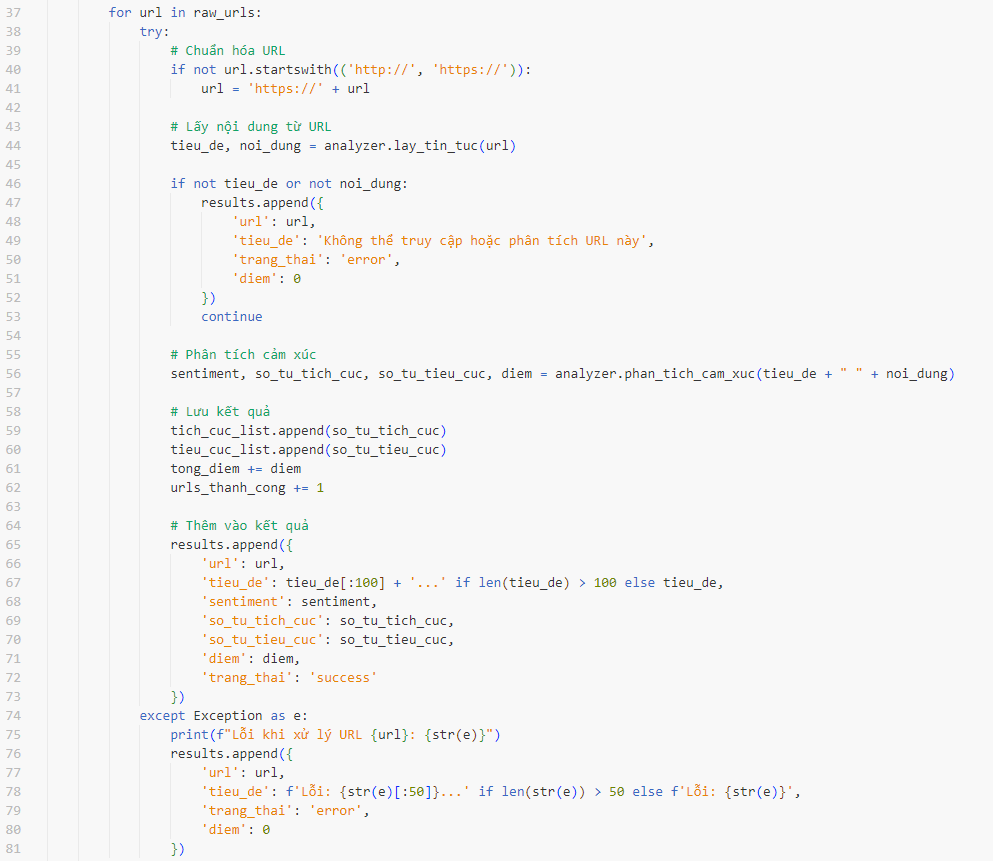 37 for url in raw_urls:
38 try:
39 # Chuẩn hóa URL
40 if not url.startswith(('http://', 'https://')):
41 url = 'https://' + url
42
43 # Lấy nội dung từ URL
44 tieu_de, noi_dung = analyzer.lay_tin_tuc(url)
45
46 if not tieu_de or not noi_dung:
47 results.append({
48 'url': url,
49 'tieu_de': 'Không thể truy cập hoặc phân tích URL này',
50 'trang_thai': 'error',
51 'diem': 0
52 })
53 continue
54
55 # Phân tích cảm xúc
56 sentiment, so_tu_tich_cuc, so_tu_tieu_cuc, diem = analyzer.phan_tich_cam_xuc(tieu_de + " " + noi_dung)
57
58 # Lưu kết quả
59 tich_cuc_list.append(so_tu_tich_cuc)
60 tieu_cuc_list.append(so_tu_tieu_cuc)
61 tong_diem += diem
62 urls_thanh_cong += 1
63
64 # Thêm vào kết quả
65 results.append({
66 'url': url,
67 'tieu_de': tieu_de[:100] + '...' if len(tieu_de) > 100 else tieu_de,
68 'sentiment': sentiment,
69 'so_tu_tich_cuc': so_tu_tich_cuc,
70 'so_tu_tieu_cuc': so_tu_tieu_cuc,
71 'diem': diem,
72 'trang_thai': 'success'
73 })
74 except Exception as e:
75 print(f"Lỗi khi xử lý URL {url}: {str(e)}")
76 results.append({
77 'url': url,
78 'tieu_de': f'Lỗi: {str(e)[:50]}...' if len(str(e)) > 50 else f'Lỗi: {str(e)}',
79 'trang_thai': 'error',
80 'diem': 0
81 })